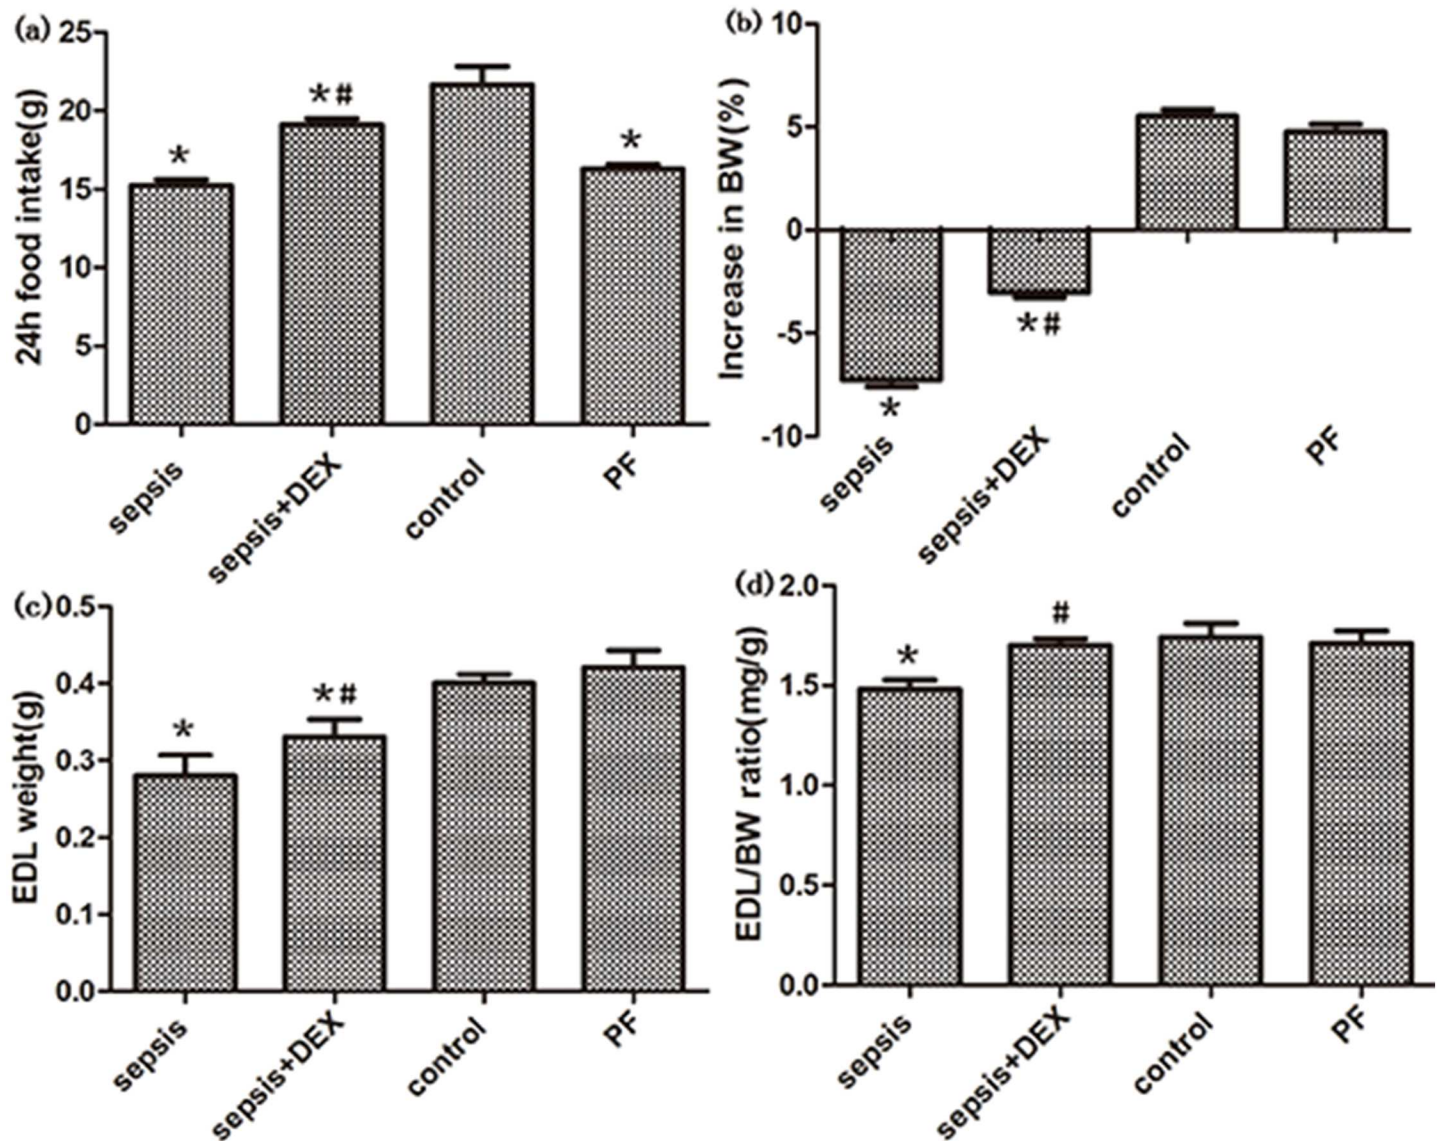 (a)
24h food intake(g)
25
20
15
10
5
0
*
*#
*
sepsis
sepsis+DEX
control
PF
(b)
Increase in BW(%)
10
5
0
-5
-10
*
*#
sepsis
sepsis+DEX
control
PF
(c)
EDL weight(g)
0.5
0.4
0.3
0.2
0.1
0.0
*
*#
sepsis
sepsis+DEX
control
PF
(d)
EDL/BW ratio(mg/g)
2.0
1.5
1.0
0.5
0.0
*
#
sepsis
sepsis+DEX
control
PF